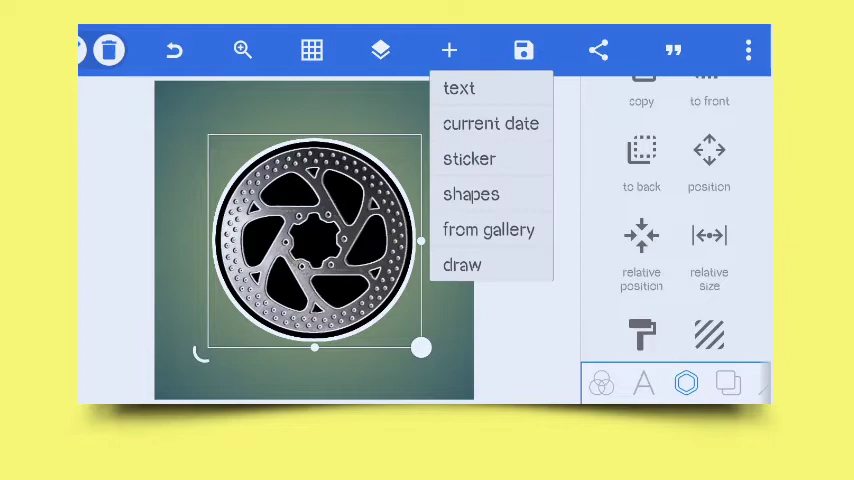 text
current date
sticker
shapes
from gallery
draw
copy
to front
to back
position
relative
position
relative
size